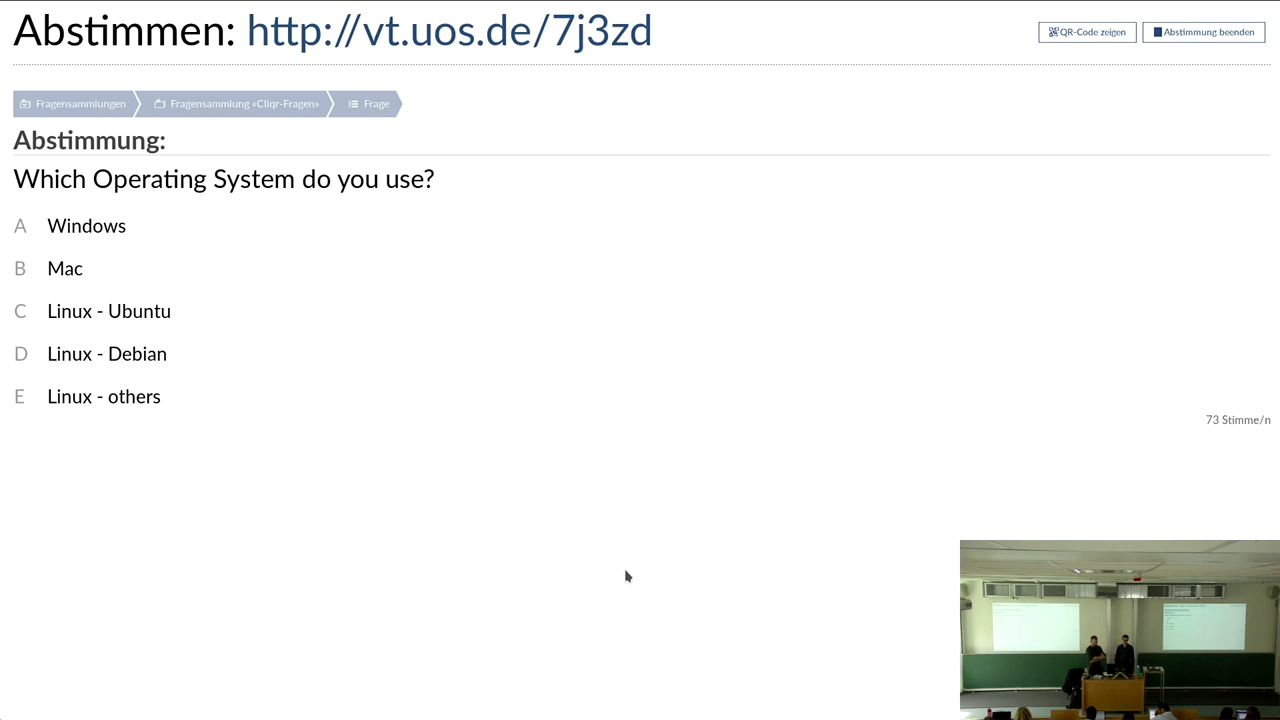 Abstimmen: http://vt.uos.de/7j3zd
QR-Code zeigen
Abstimmung beenden
Fragensammlungen
Fragensammlung «Cliqr-Fragen»
Frage
Abstimmung:
Which Operating System do you use?
A Windows
B Mac
C Linux - Ubuntu
D Linux - Debian
E Linux - others
73 Stimme/n